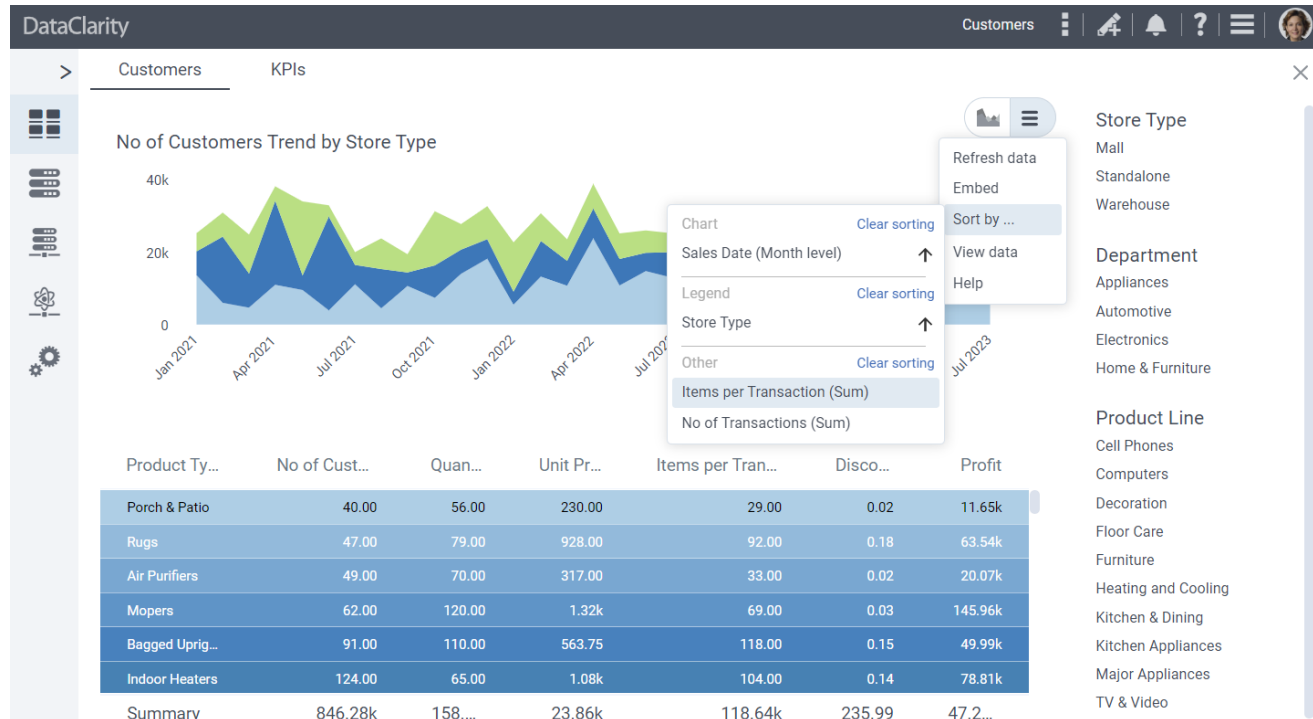 DataClarity
Customers
?
Customers
KPIs
No of Customers Trend by Store Type
40k
20k
0
Jan 2021
Apr 2021
Jul 2021
Oct 2021
Jan 2022
Apr 2022
Jul 2023
Refresh data
Embed
Sort by ...
View data
Help
Chart Clear sorting
Sales Date (Month level)
Legend Clear sorting
Store Type
Other Clear sorting
Items per Transaction (Sum)
No of Transactions (Sum)
Product Ty... No of Cust... Quan... Unit Pr... Items per Tran... Disco... Profit
Porch & Patio 40.00 56.00 230.00 29.00 0.02 11.65k
Rugs 47.00 79.00 928.00 92.00 0.18 63.54k
Air Purifiers 49.00 70.00 317.00 33.00 0.02 20.07k
Mopers 62.00 120.00 1.32k 69.00 0.03 145.96k
Bagged Uprig... 91.00 110.00 563.75 118.00 0.15 49.99k
Indoor Heaters 124.00 65.00 1.08k 104.00 0.14 78.81k
Summary 846.28k 158.... 23.86k 118.64k 235.99 47.2...
Store Type
Mall
Standalone
Warehouse
Department
Appliances
Automotive
Electronics
Home & Furniture
Product Line
Cell Phones
Computers
Decoration
Floor Care
Furniture
Heating and Cooling
Kitchen & Dining
Kitchen Appliances
Major Appliances
TV & Video